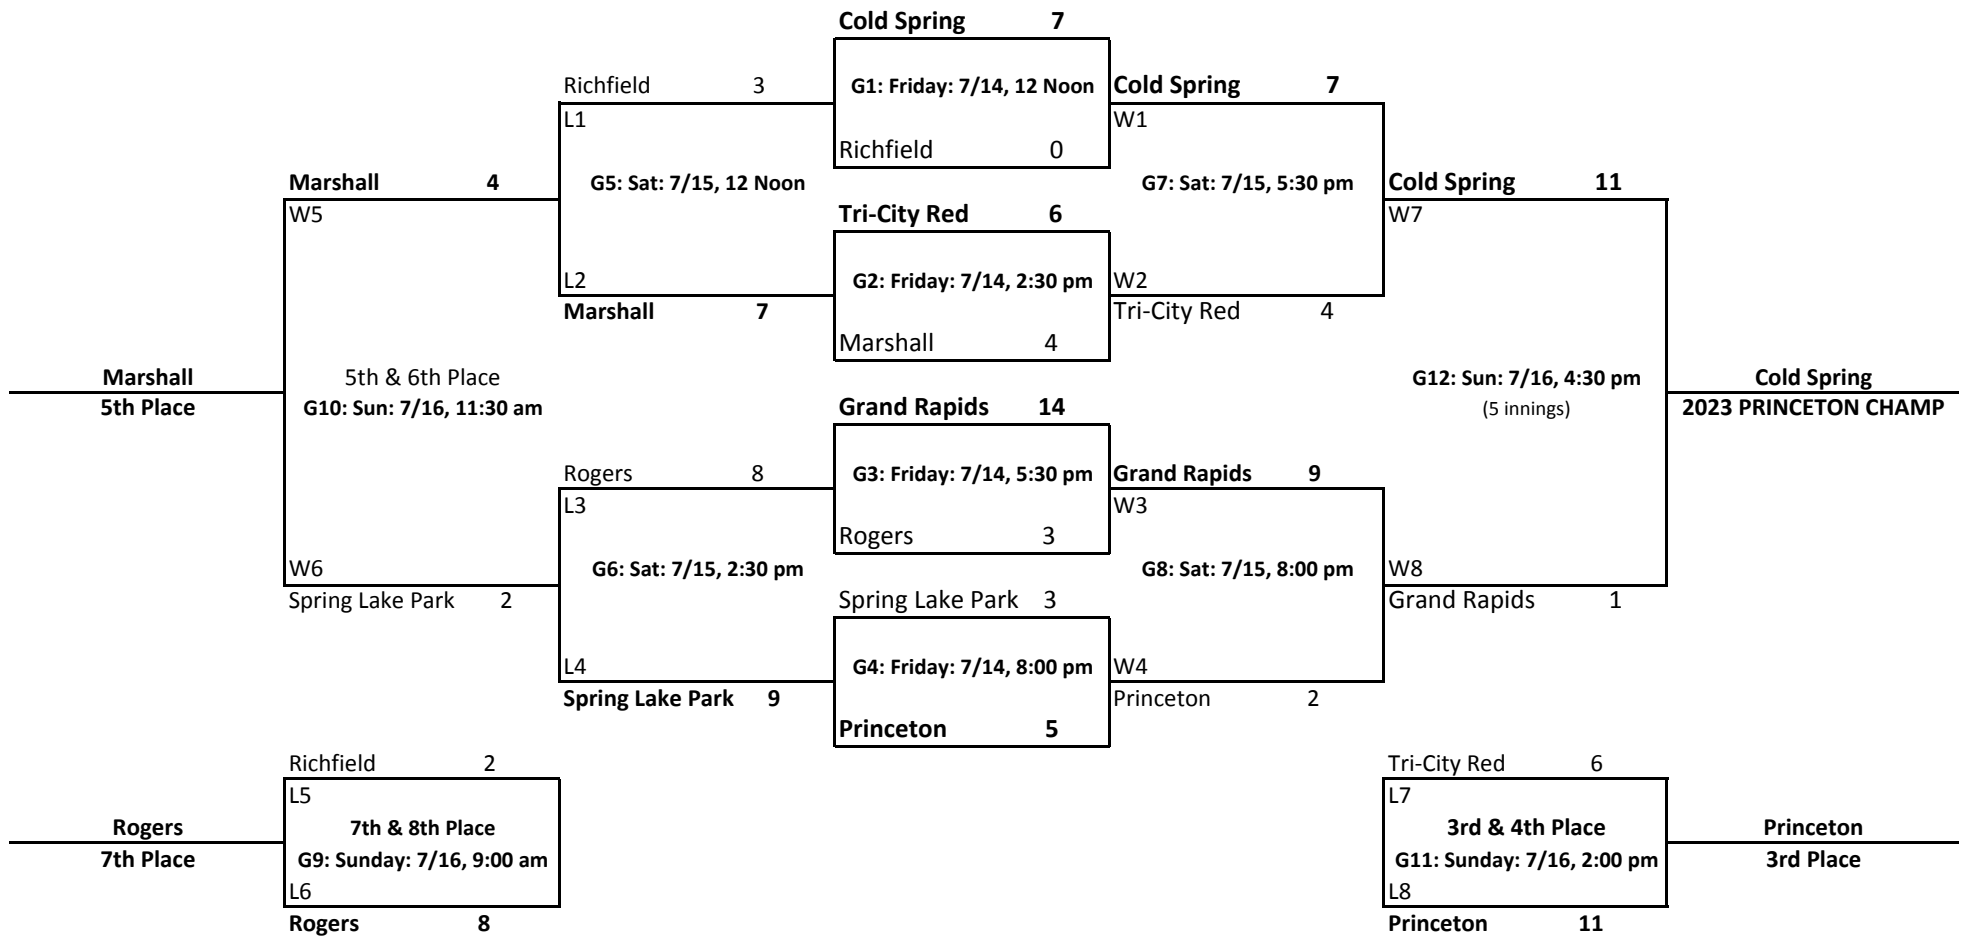 Cold Spring 7
Richfield 3
G1: Friday: 7/14, 12 Noon
Cold Spring 7
L1
W1
Richfield 0
Marshall 4
G5: Sat: 7/15, 12 Noon
G7: Sat: 7/15, 5:30 pm
Cold Spring 11
W5
Tri-City Red 6
W7
L2
G2: Friday: 7/14, 2:30 pm
W2
Marshall 7
Tri-City Red 4
Marshall 4
Marshall
5th & 6th Place
G12: Sun: 7/16, 4:30 pm
Cold Spring
5th Place
G10: Sun: 7/16, 11:30 am
Grand Rapids 14
(5 innings)
2023 PRINCETON CHAMP
Rogers 8
G3: Friday: 7/14, 5:30 pm
Grand Rapids 9
L3
W3
Rogers 3
W6
G6: Sat: 7/15, 2:30 pm
G8: Sat: 7/15, 8:00 pm
W8
Spring Lake Park 2
Spring Lake Park 3
Grand Rapids 1
L4
G4: Friday: 7/14, 8:00 pm
W4
Spring Lake Park 9
Princeton 2
Princeton 5
Richfield 2
Tri-City Red 6
L5
L7
Rogers
7th & 8th Place
3rd & 4th Place
Princeton
7th Place
G9: Sunday: 7/16, 9:00 am
G11: Sunday: 7/16, 2:00 pm
3rd Place
L6
L8
Rogers 8
Princeton 11